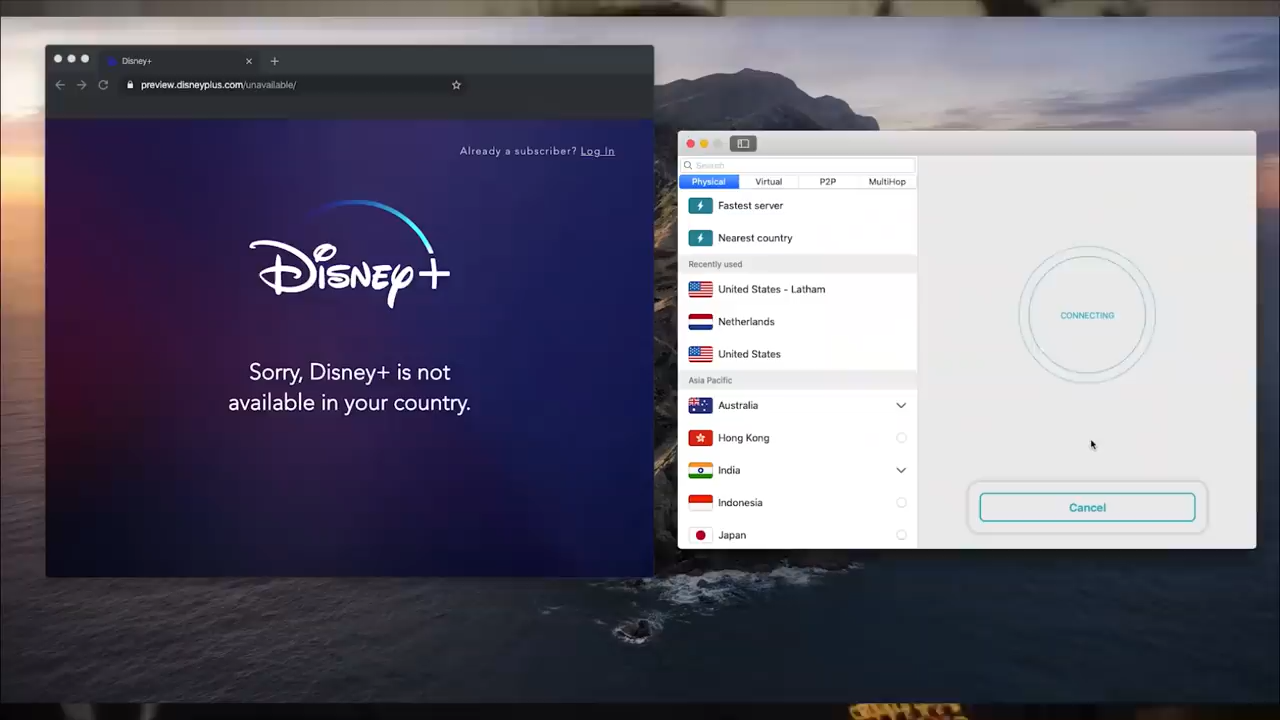 Disney+
preview.disneyplus.com/unavailable/
Already a subscriber? Log In
Disney+
Sorry, Disney+ is not
available in your country.
Search
Physical Virtual P2P MultiHop
Fastest server
Nearest country
Recently used
United States - Latham
Netherlands
United States
Asia Pacific
Australia
Hong Kong
India
Indonesia
Japan
CONNECTING
Cancel